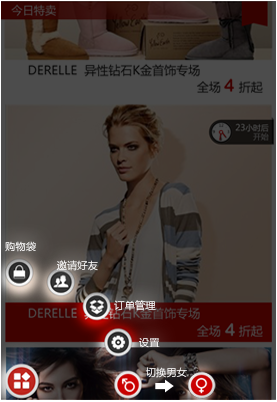 今日特卖
DERELLE 异性钻石K金首饰专场
全场 4 折起
23小时后
开始
购物袋
邀请好友
订单管理
DERELLE 异性钻石K金首饰专场
全场 4 折起
设置
切换男女...